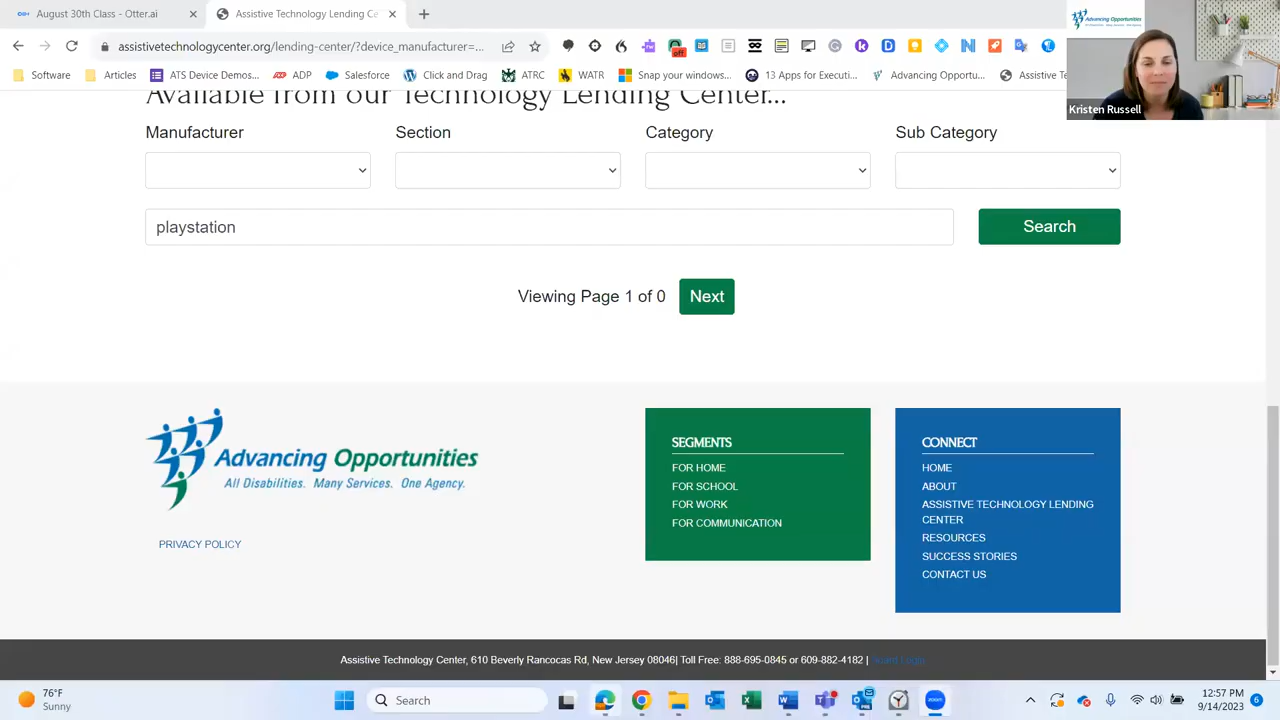 August 30th Class - Otter.ai
Assistive Technology Lending Ce
assistivetechnologycenter.org/lending-center/?device_manufacturer=...
off
Software
Articles
ATS Device Demos...
ADP
Salesforce
Click and Drag
ATRC
WATR
Snap your windows...
13 Apps for Executi...
Advancing Opportu...
Assistive Te
Advancing Opportunities
Kristen Russell
Available from our Technology Lending Center...
Manufacturer
Section
Category
Sub Category
playstation
Search
Viewing Page 1 of 0
Next
Advancing Opportunities
All Disabilities. Many Services. One Agency.
PRIVACY POLICY
SEGMENTS
FOR HOME
FOR SCHOOL
FOR WORK
FOR COMMUNICATION
CONNECT
HOME
ABOUT
ASSISTIVE TECHNOLOGY LENDING
CENTER
RESOURCES
SUCCESS STORIES
CONTACT US
Assistive Technology Center, 610 Beverly Rancocas Rd, New Jersey 08046| Toll Free: 888-695-0845 or 609-882-4182 | Login
76°F
Sunny
Search
zoom
12:57 PM
9/14/2023
6